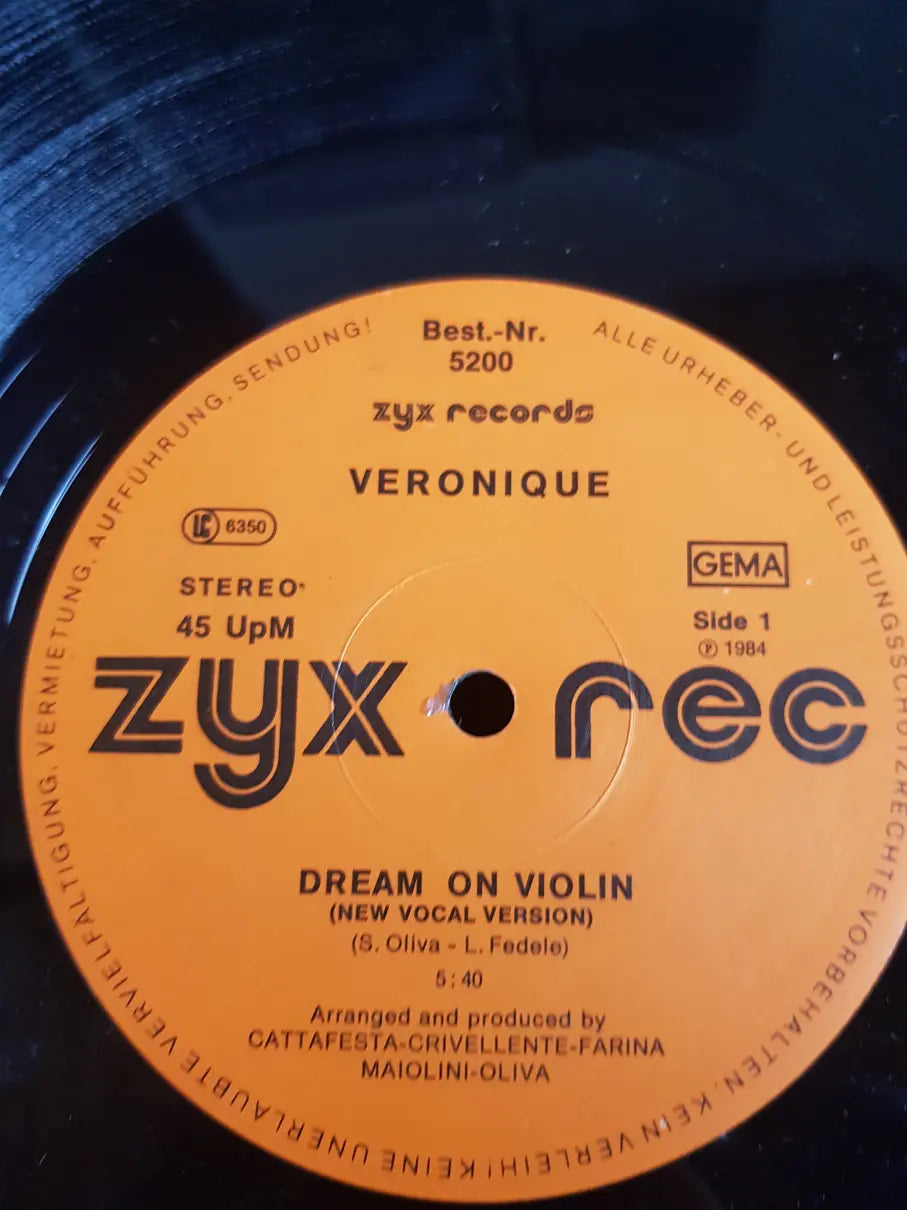 Best.-Nr.
5200
zyx records
VERONIQUE
LC 6350
GEMA
STEREO
45 UpM
Side 1
℗ 1984
zyx rec
DREAM ON VIOLIN
(NEW VOCAL VERSION)
(S. Oliva - L. Fedele)
5:40
Arranged and produced by
CATTAFESTA-CRIVELLENTE-FARINA
MAIOLINI-OLIVA
ALLE URHEBER- UND LEISTUNGSSCHUTZRECHTE VORBEHALTEN. KEIN VERLEIH! KEINE UNERLAUBTE VERVIELFÄLTIGUNG, VERMIETUNG, AUFFÜHRUNG, SENDUNG!